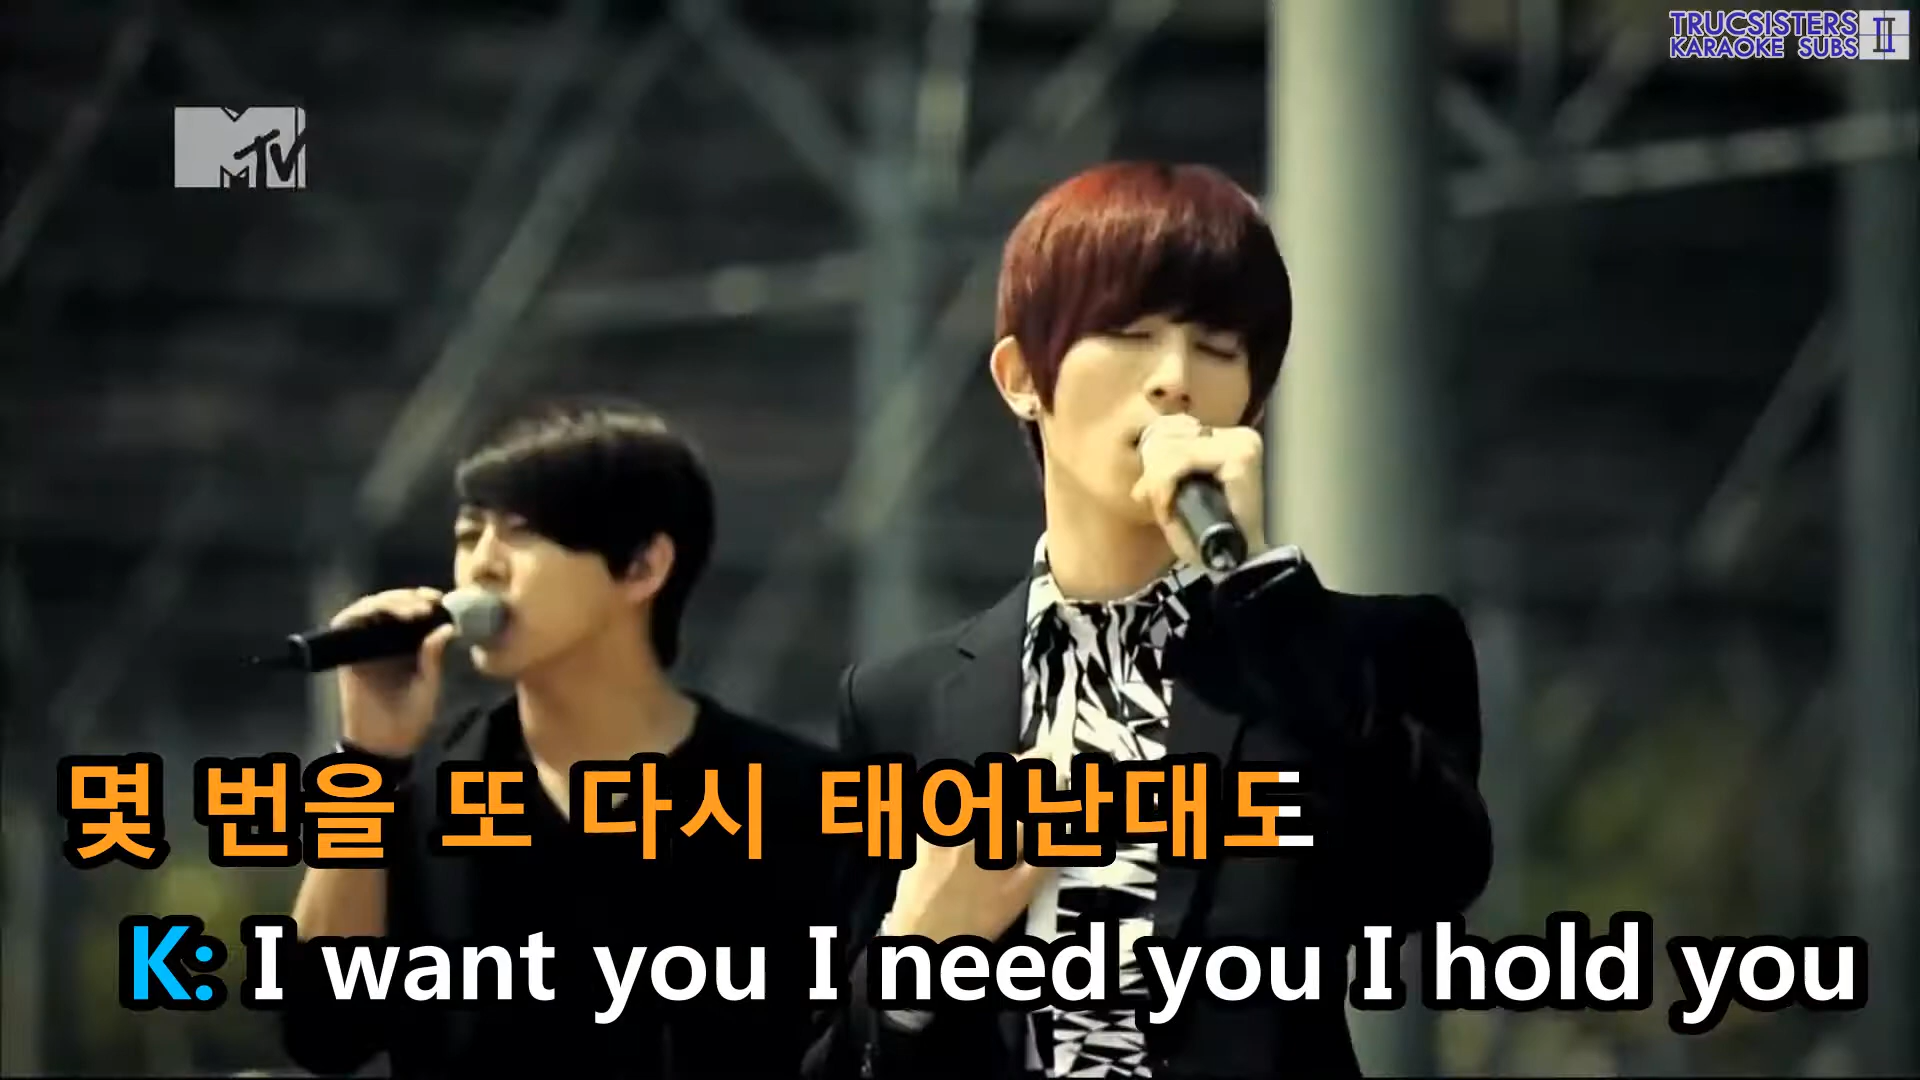 TRUCSISTERS
KARAOKE SUBS II
MTV
몇 번을 또 다시 태어난대도
K: I want you I need you I hold you